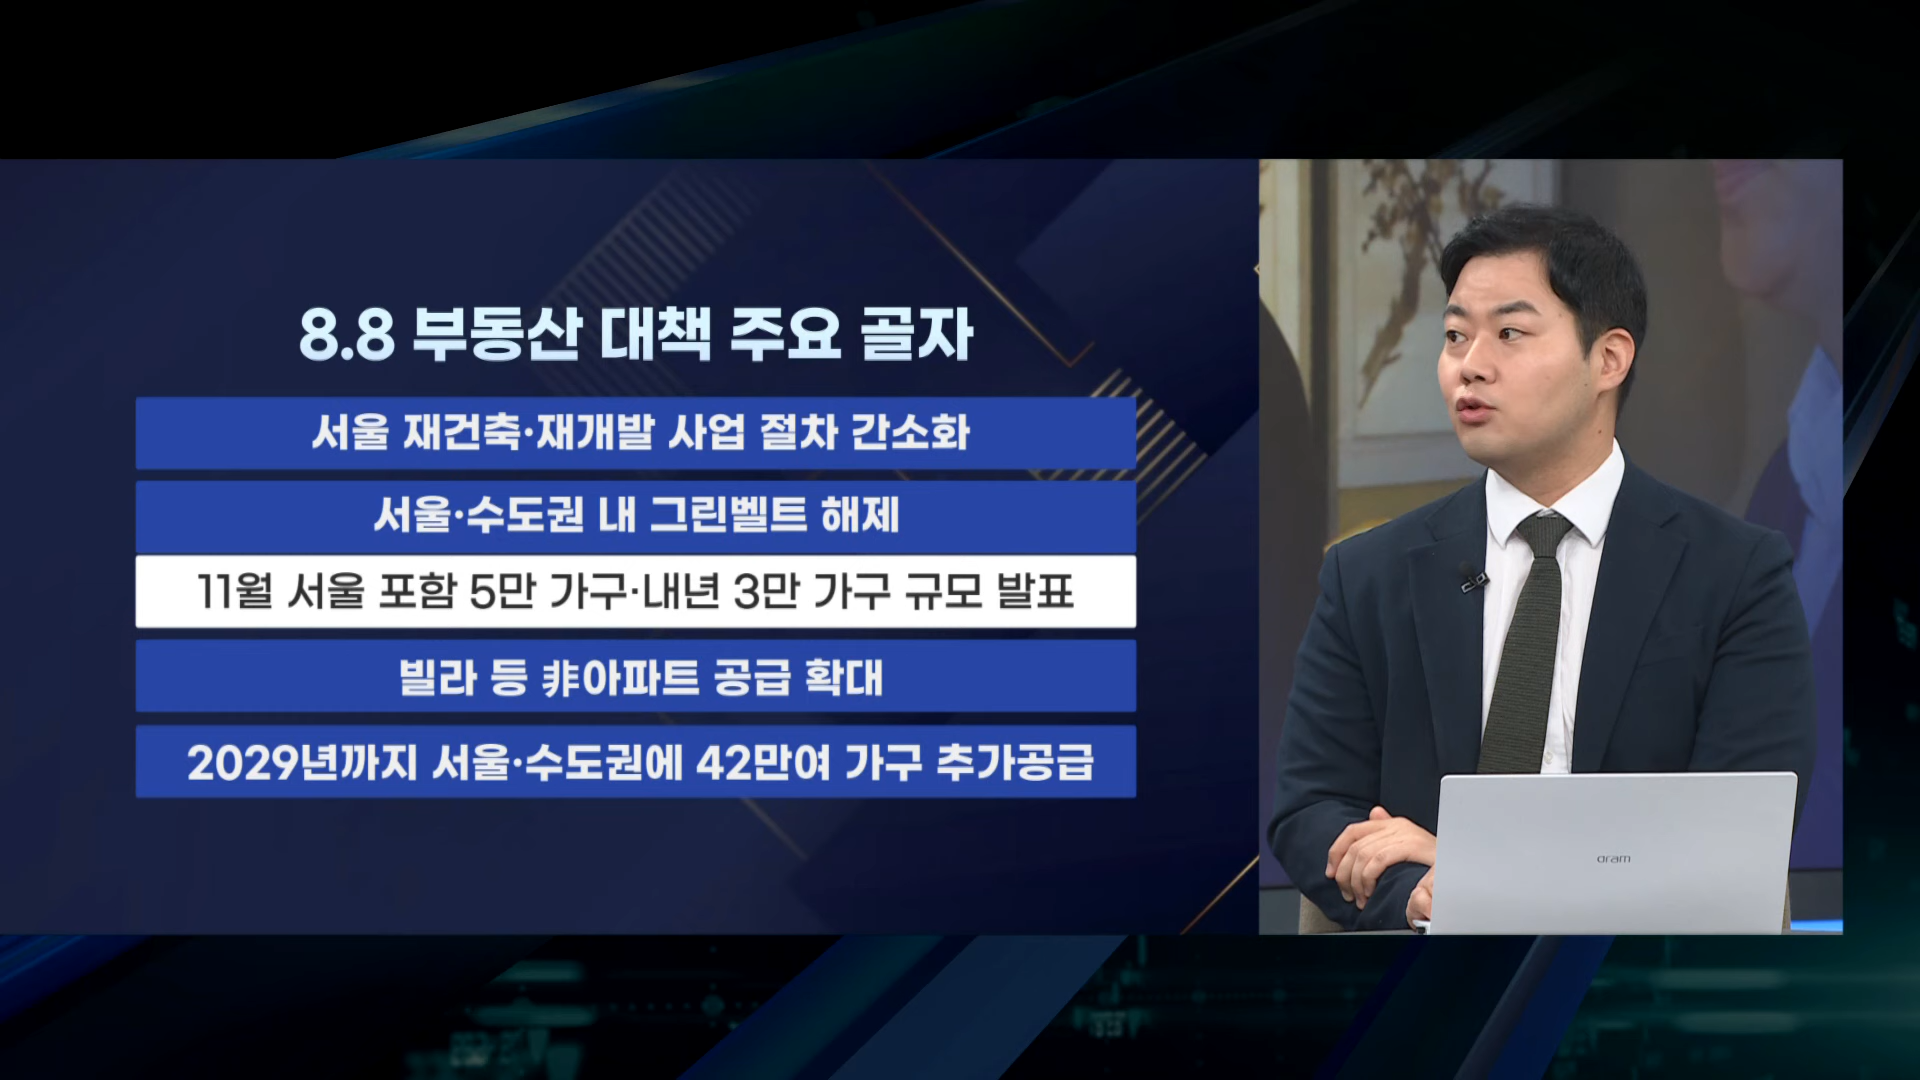 8.8 부동산 대책 주요 골자
서울 재건축·재개발 사업 절차 간소화
서울·수도권 내 그린벨트 해제
11월 서울 포함 5만 가구·내년 3만 가구 규모 발표
빌라 등 非아파트 공급 확대
2029년까지 서울·수도권에 42만여 가구 추가공급
gram